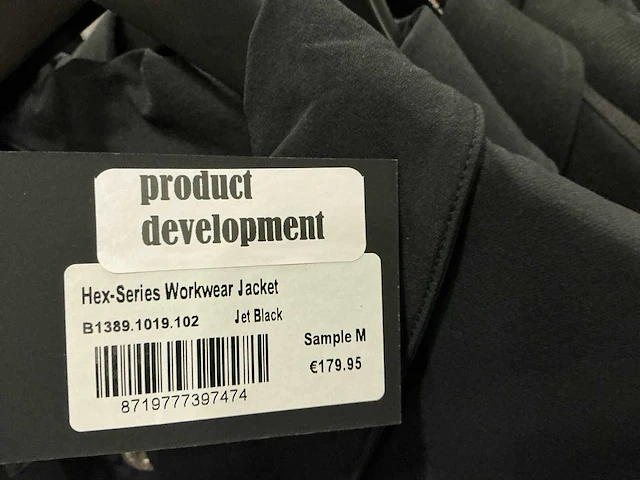 product
development
Hex-Series Workwear Jacket
B1389.1019.102 Jet Black
Sample M
€179.95
8719777397474